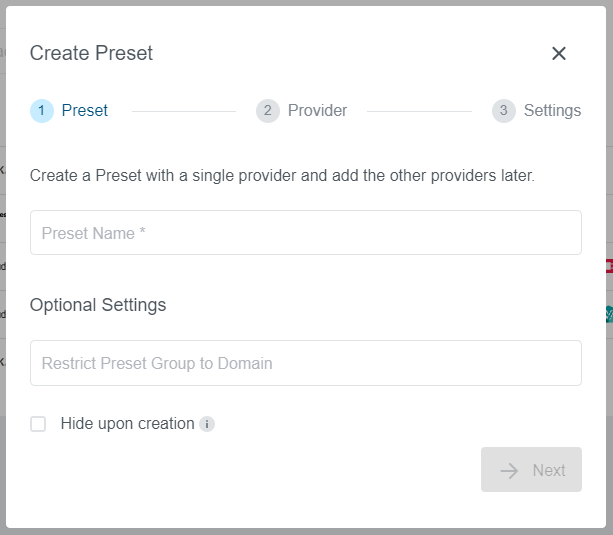 Create Preset
1 Preset
2 Provider
3 Settings
Create a Preset with a single provider and add the other providers later.
Preset Name *
Optional Settings
Restrict Preset Group to Domain
Hide upon creation i
Next